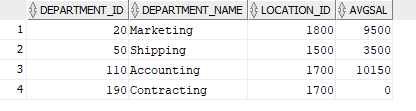 DEPARTMENT_ID DEPARTMENT_NAME LOCATION_ID AVGSAL
1 20 Marketing 1800 9500
2 50 Shipping 1500 3500
3 110 Accounting 1700 10150
4 190 Contracting 1700 0